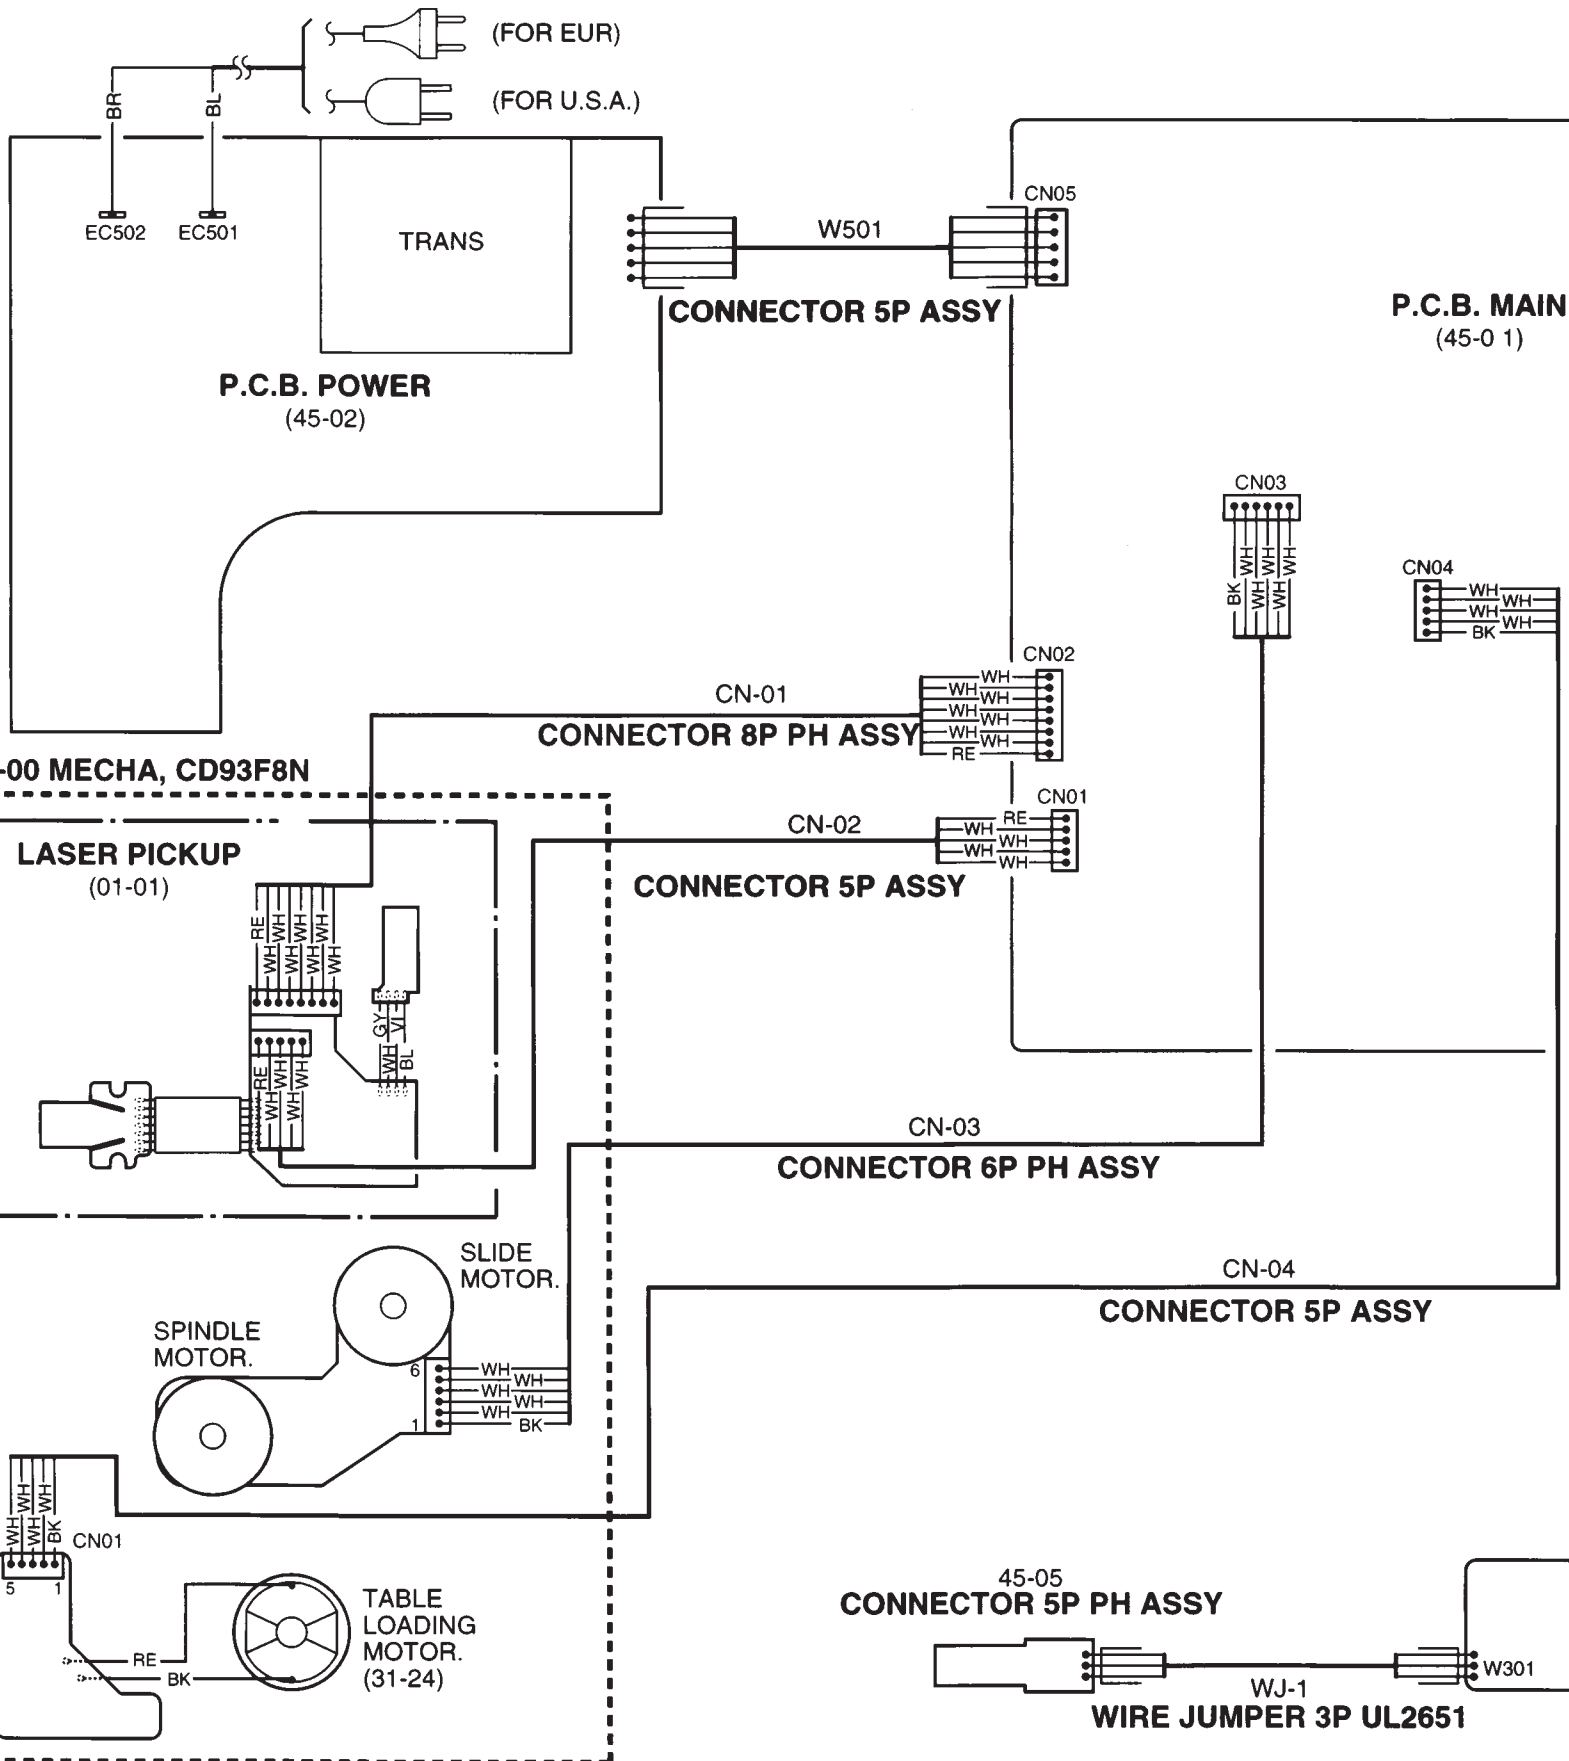 (FOR EUR)
(FOR U.S.A.)
BR
BL
EC502
EC501
TRANS
P.C.B. POWER
(45-02)
W501
CN05
CONNECTOR 5P ASSY
P.C.B. MAIN
(45-0 1)
CN03
BK
WH
WH
WH
WH
WH
CN04
WH
WH
WH
WH
BK
CN02
WH
WH
WH
WH
WH
WH
WH
RE
CN-01
CONNECTOR 8P PH ASSY
-00 MECHA, CD93F8N
CN01
RE
WH
WH
WH
WH
CN-02
CONNECTOR 5P ASSY
LASER PICKUP
(01-01)
RE
WH
WH
WH
WH
WH
WH
WH
GY
WH
VI
BL
RE
WH
WH
WH
WH
CN-03
CONNECTOR 6P PH ASSY
SLIDE
MOTOR.
SPINDLE
MOTOR.
6
1
WH
WH
WH
WH
WH
BK
CN-04
CONNECTOR 5P ASSY
WH
WH
WH
WH
BK
CN01
5
1
RE
BK
TABLE
LOADING
MOTOR.
(31-24)
45-05
CONNECTOR 5P PH ASSY
W301
WJ-1
WIRE JUMPER 3P UL2651